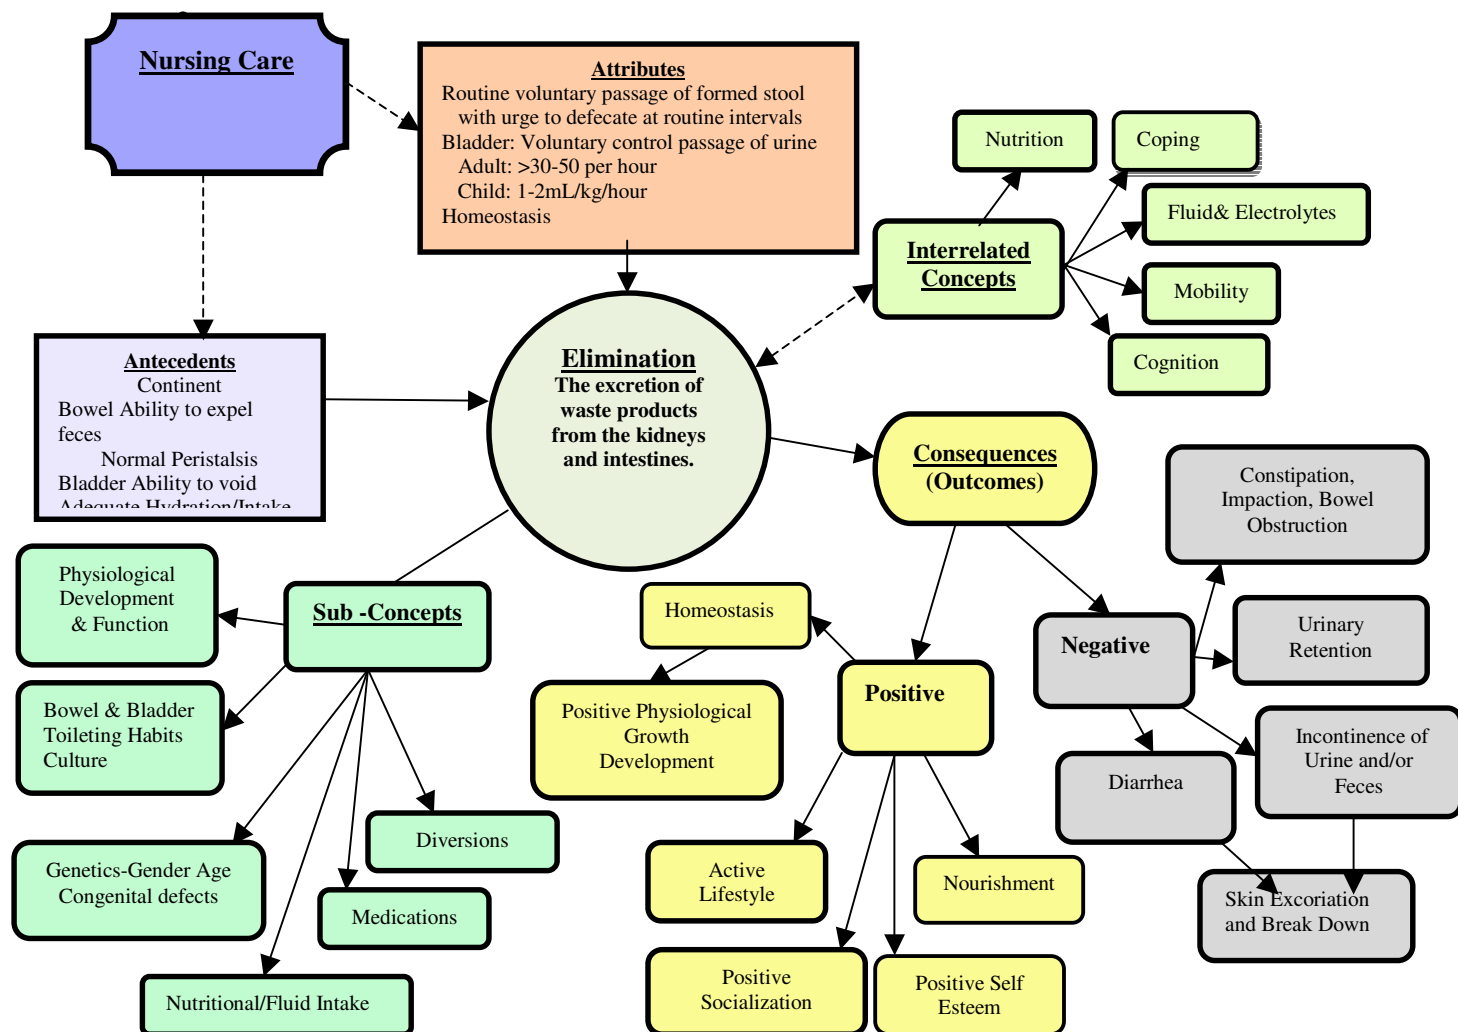 Nursing Care
Attributes
Routine voluntary passage of formed stool
with urge to defecate at routine intervals
Bladder: Voluntary control passage of urine
Adult: >30-50 per hour
Child: 1-2mL/kg/hour
Homeostasis
Nutrition
Coping
Fluid& Electrolytes
Interrelated
Concepts
Mobility
Cognition
Antecedents
Continent
Bowel Ability to expel
feces
Normal Peristalsis
Bladder Ability to void
Adequate Hydration/Intake
Elimination
The excretion of
waste products
from the kidneys
and intestines.
Consequences
(Outcomes)
Constipation,
Impaction, Bowel
Obstruction
Physiological
Development
& Function
Sub -Concepts
Homeostasis
Negative
Urinary
Retention
Bowel & Bladder
Toileting Habits
Culture
Positive Physiological
Growth
Development
Positive
Diarrhea
Incontinence of
Urine and/or
Feces
Genetics-Gender Age
Congenital defects
Diversions
Medications
Active
Lifestyle
Nourishment
Skin Excoriation
and Break Down
Nutritional/Fluid Intake
Positive
Socialization
Positive Self
Esteem